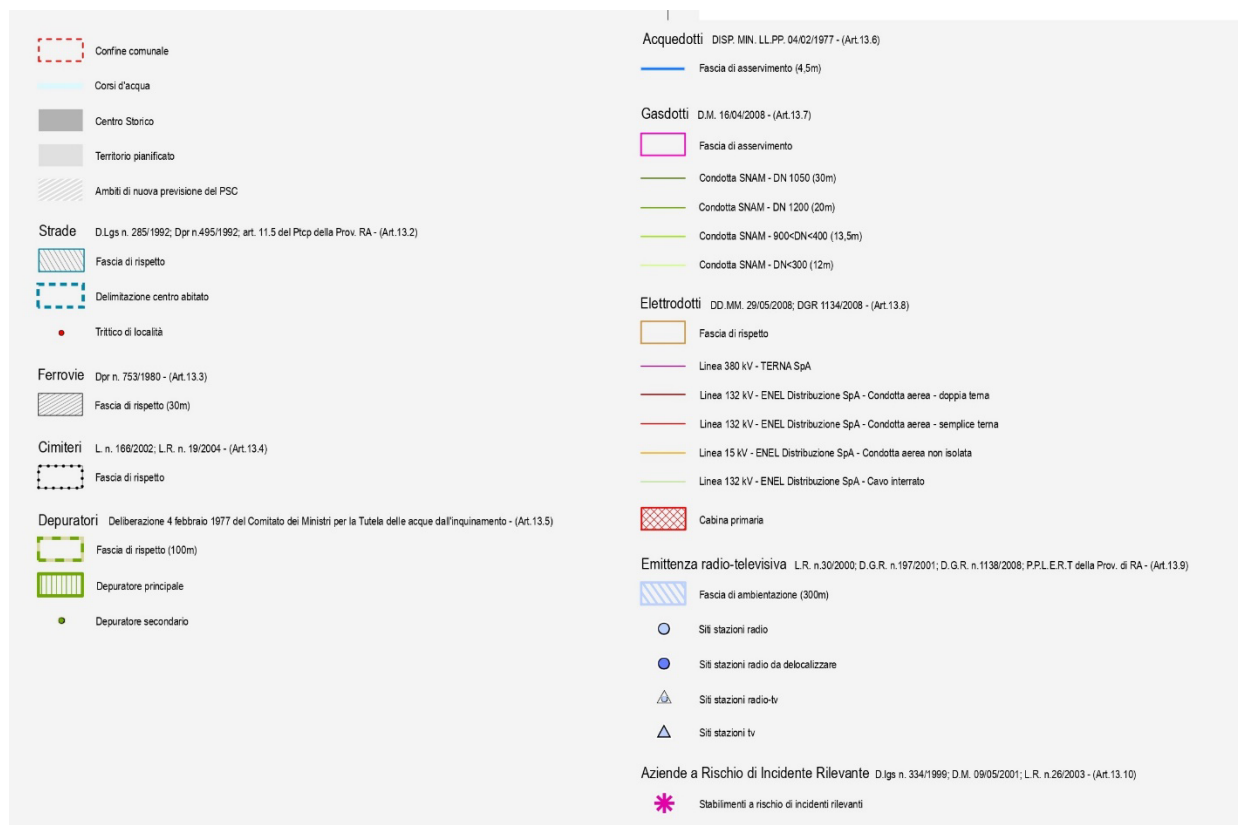 Confine comunale
Corsi d'acqua
Centro Storico
Territorio pianificato
Ambiti di nuova previsione del PSC
Strade D.Lgs n. 285/1992; Dpr n.495/1992; art. 11.5 del Ptcp della Prov. RA - (Art.13.2)
Fascia di rispetto
Delimitazione centro abitato
Trittico di località
Ferrovie Dpr n. 753/1980 - (Art.13.3)
Fascia di rispetto (30m)
Cimiteri L. n. 166/2002; L.R. n. 19/2004 - (Art.13.4)
Fascia di rispetto
Depuratori Deliberazione 4 febbraio 1977 del Comitato dei Ministri per la Tutela delle acque dall'inquinamento - (Art.13.5)
Fascia di rispetto (100m)
Depuratore principale
Depuratore secondario
Acquedotti DISP. MIN. LL.PP. 04/02/1977 - (Art.13.6)
Fascia di asservimento (4,5m)
Gasdotti D.M. 16/04/2008 - (Art.13.7)
Fascia di asservimento
Condotta SNAM - DN 1050 (30m)
Condotta SNAM - DN 1200 (20m)
Condotta SNAM - 900<DN<400 (13,5m)
Condotta SNAM - DN<300 (12m)
Elettrodotti DD.MM. 29/05/2008; DGR 1134/2008 - (Art.13.8)
Fascia di rispetto
Linea 380 kV - TERNA SpA
Linea 132 kV - ENEL Distribuzione SpA - Condotta aerea - doppia terna
Linea 132 kV - ENEL Distribuzione SpA - Condotta aerea - semplice terna
Linea 15 kV - ENEL Distribuzione SpA - Condotta aerea non isolata
Linea 132 kV - ENEL Distribuzione SpA - Cavo interrato
Cabina primaria
Emittenza radio-televisiva L.R. n.30/2000; D.G.R. n.197/2001; D.G.R. n.1138/2008; P.P.L.E.R.T della Prov. di RA - (Art.13.9)
Fascia di ambientazione (300m)
Siti stazioni radio
Siti stazioni radio da delocalizzare
Siti stazioni radio-tv
Siti stazioni tv
Aziende a Rischio di Incidente Rilevante D.lgs n. 334/1999; D.M. 09/05/2001; L.R. n.26/2003 - (Art.13.10)
Stabilimenti a rischio di incidenti rilevanti